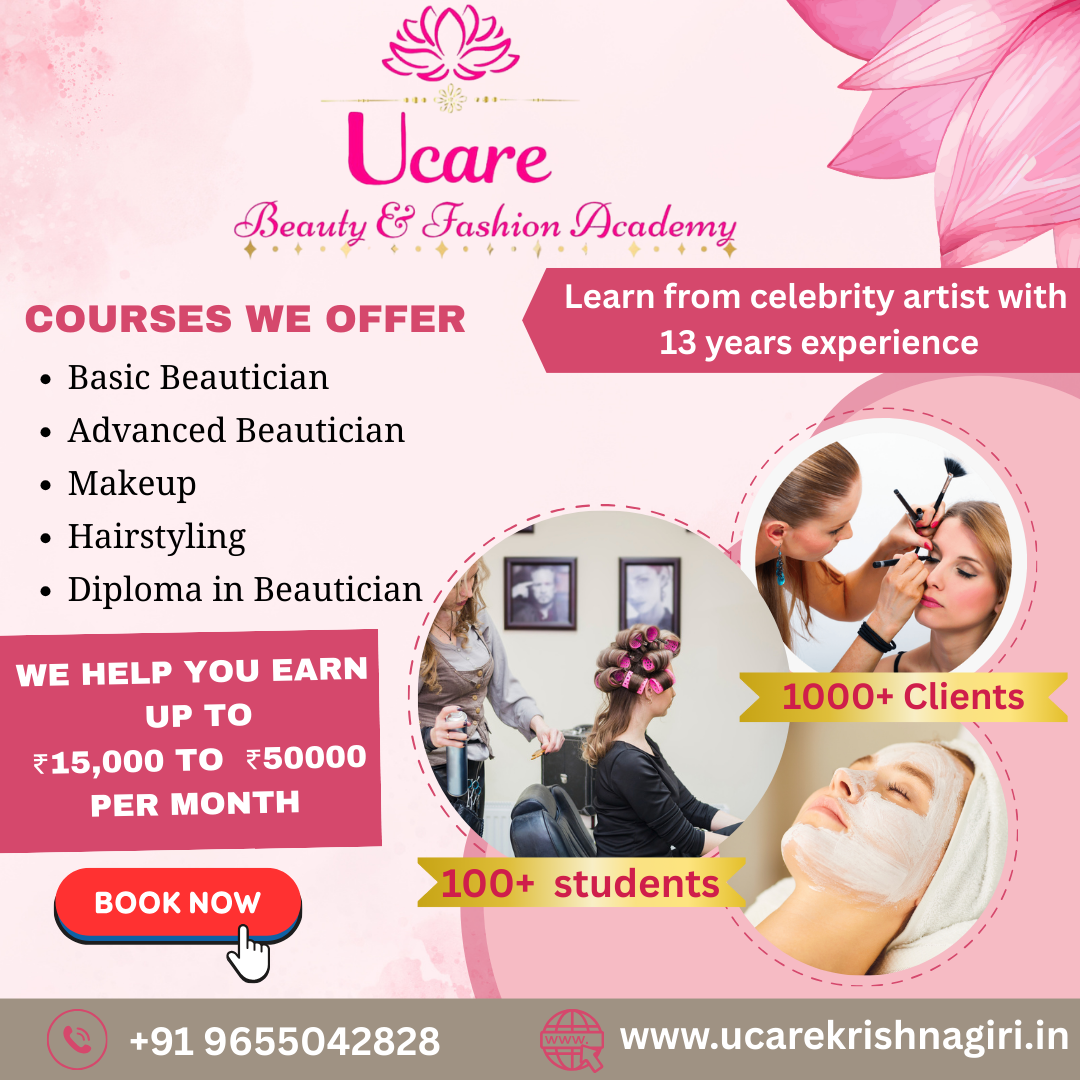 Ucare
Beauty & Fashion Academy
COURSES WE OFFER
• Basic Beautician
• Advanced Beautician
• Makeup
• Hairstyling
• Diploma in Beautician
Learn from celebrity artist with
13 years experience
WE HELP YOU EARN
UP TO
₹15,000 TO ₹50000
PER MONTH
BOOK NOW
1000+ Clients
100+ students
+91 9655042828
www.
www.ucarekrishnagiri.in